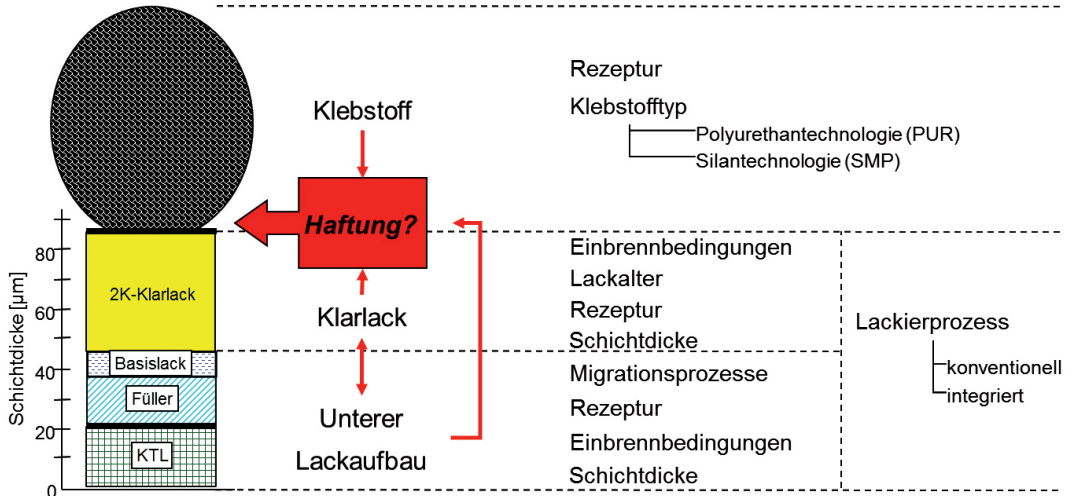 Rezeptur
Klebstofftyp
Polyurethantechnologie (PUR)
Silantechnologie (SMP)
Klebstoff
Haftung?
Klarlack
Unterer
Lackaufbau
Schichtdicke [µm]
80
60
40
20
0
2K-Klarlack
Basislack
Füller
KTL
Einbrennbedingungen
Lackalter
Rezeptur
Schichtdicke
Migrationsprozesse
Rezeptur
Einbrennbedingungen
Schichtdicke
Lackierprozess
konventionell
integriert